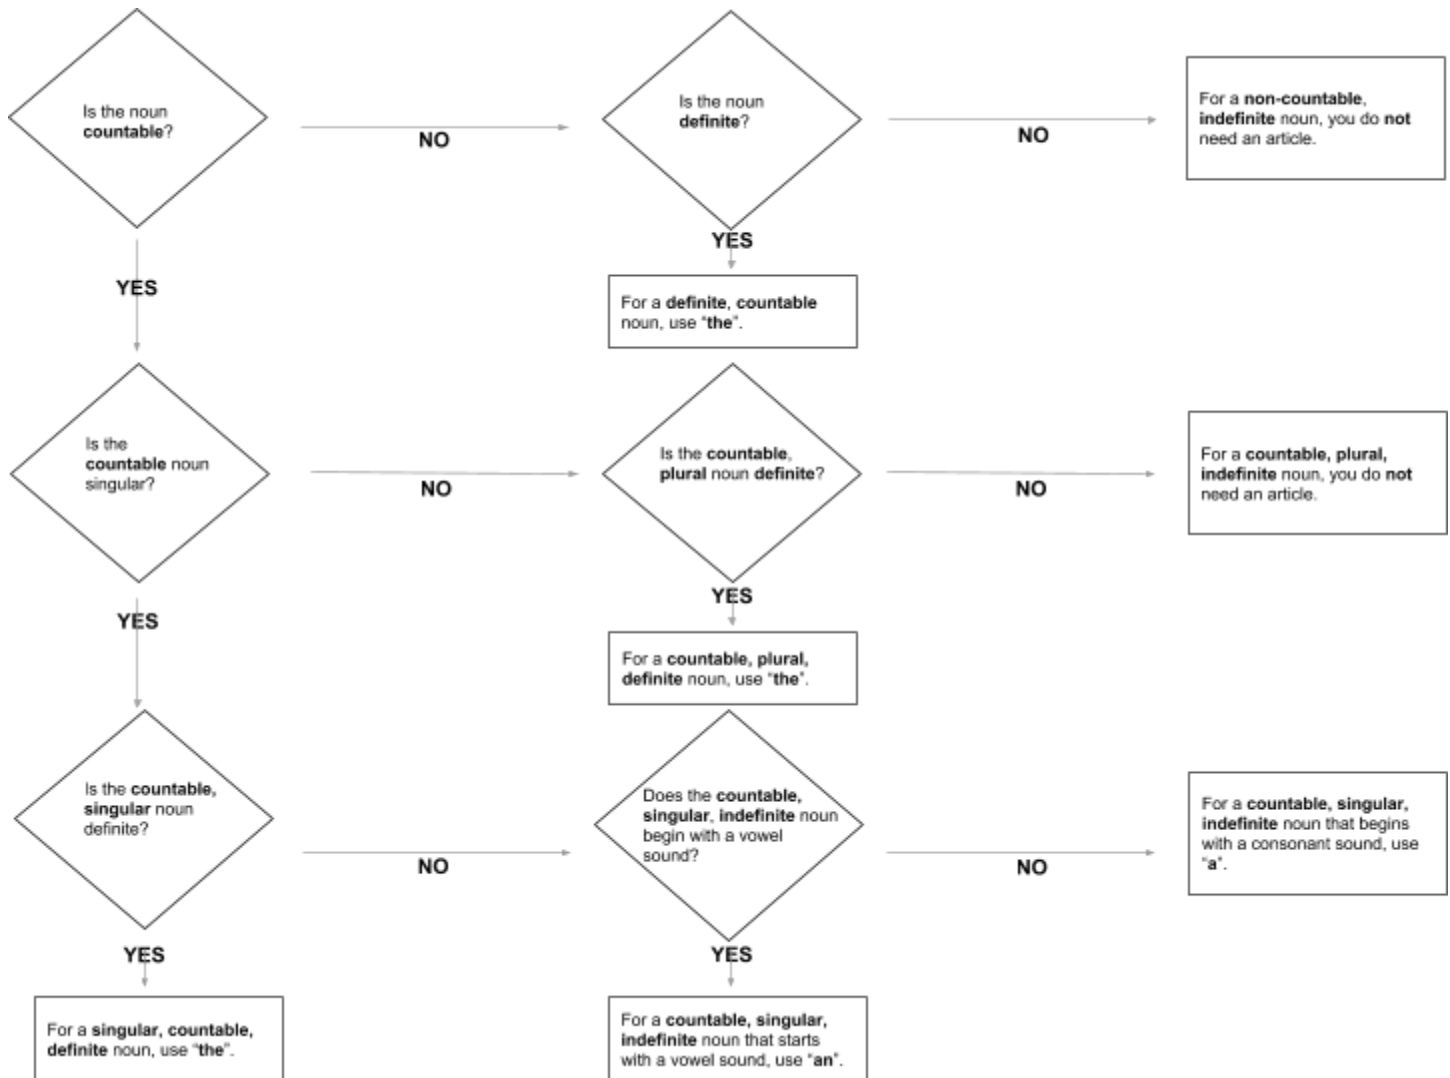 Is the noun
countable?
NO
Is the noun
definite?
NO
For a non-countable,
indefinite noun, you do not
need an article.
YES
YES
For a definite, countable
noun, use “the”.
Is the
countable noun
singular?
NO
Is the countable,
plural noun definite?
NO
For a countable, plural,
indefinite noun, you do not
need an article.
YES
YES
For a countable, plural,
definite noun, use “the”.
Is the countable,
singular noun
definite?
NO
Does the countable,
singular, indefinite noun
begin with a vowel
sound?
NO
For a countable, singular,
indefinite noun that begins
with a consonant sound, use
“a”.
YES
YES
For a singular, countable,
definite noun, use “the”.
For a countable, singular,
indefinite noun that starts
with a vowel sound, use “an”.